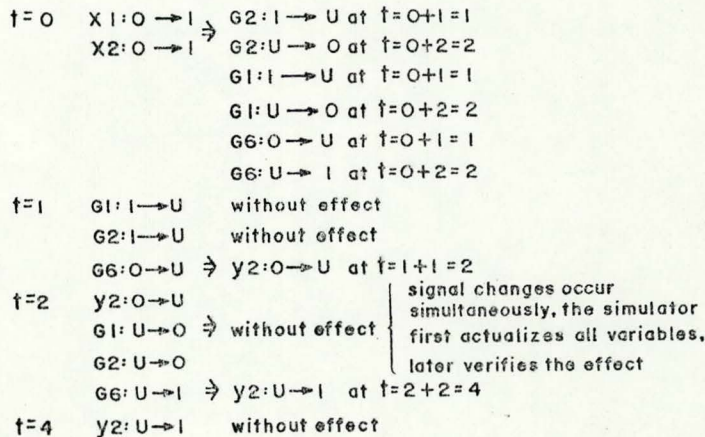 t=0 X1:0→1 ⇒ G2:1→U at t=0+1=1
X2:0→1 G2:U→0 at t=0+2=2
G1:1→U at t=0+1=1
G1:U→0 at t=0+2=2
G6:0→U at t=0+1=1
G6:U→1 at t=0+2=2
t=1 G1:1→U without effect
G2:1→U without effect
G6:0→U ⇒ y2:0→U at t=1+1=2
t=2 y2:0→U
G1:U→0 ⇒ without effect
G2:U→0
signal changes occur
simultaneously, the simulator
first actualizes all variables,
later verifies the effect
G6:U→1 ⇒ y2:U→1 at t=2+2=4
t=4 y2:U→1 without effect